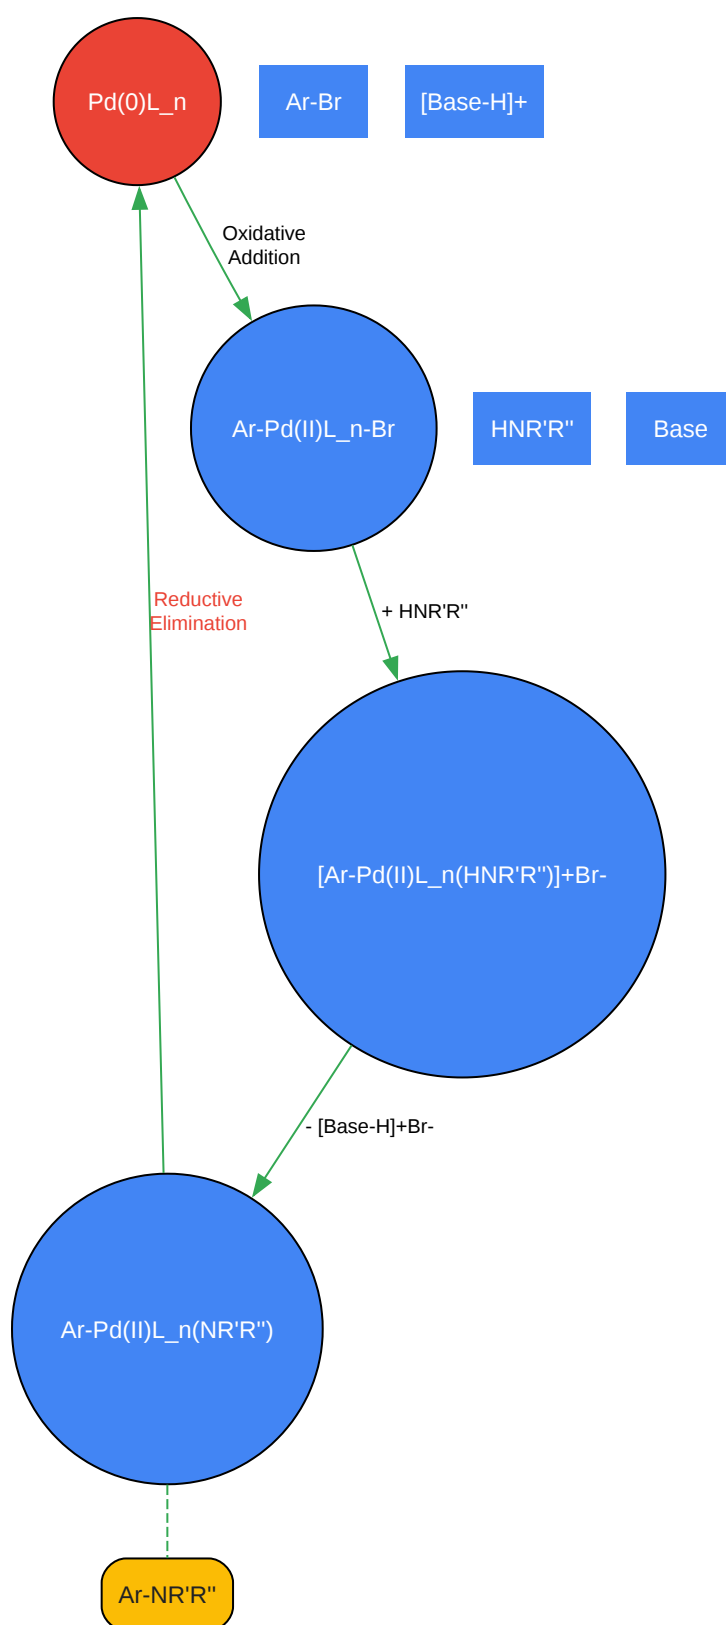 Pd(0)L_n
Ar-Br
[Base-H]+
Oxidative
Addition
Ar-Pd(II)L_n-Br
HNR'R"
Base
Reductive
Elimination
+ HNR'R"
[Ar-Pd(II)L_n(HNR'R")]+Br-
- [Base-H]+Br-
Ar-Pd(II)L_n(NR'R")
Ar-NR'R"